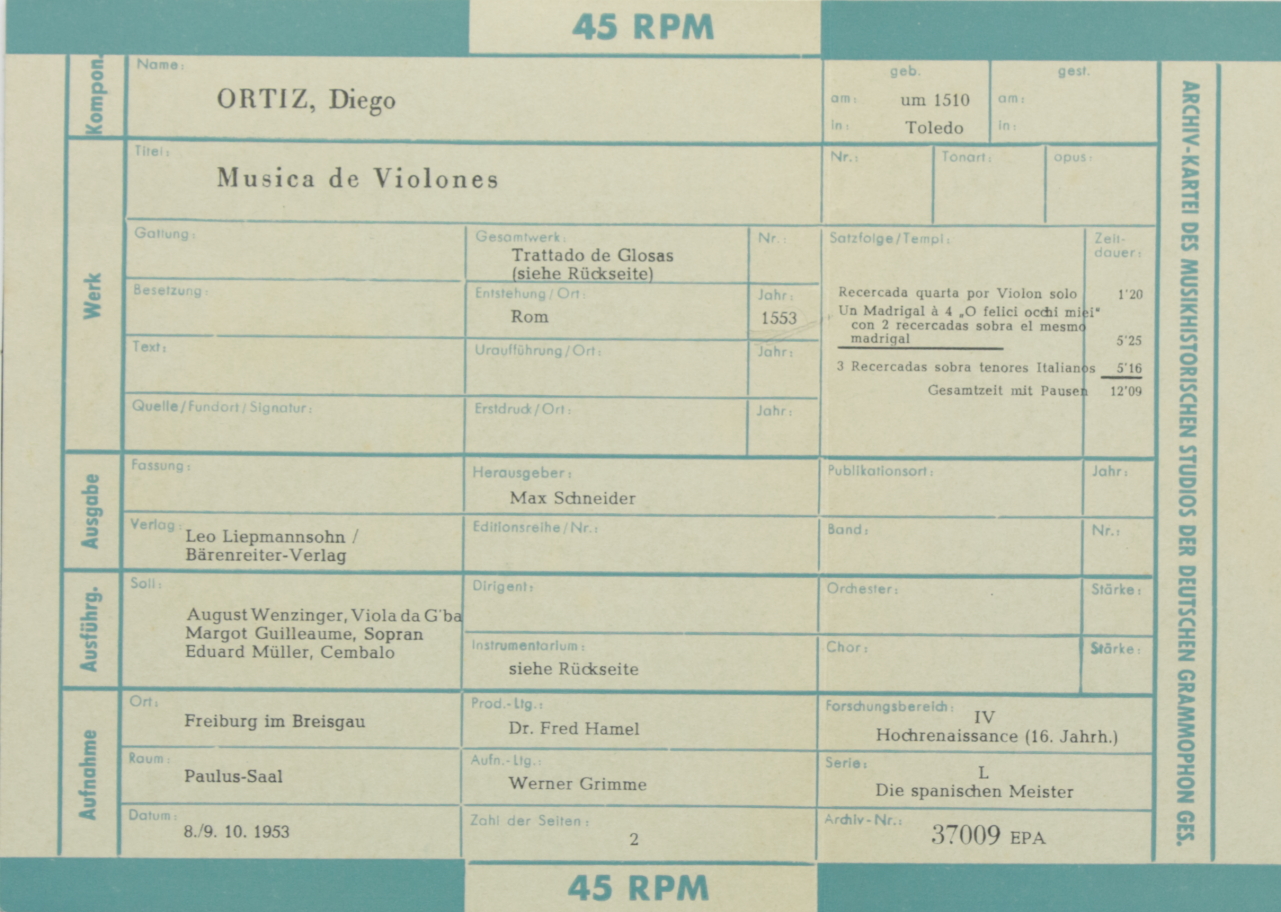 45 RPM
Kompon.
Name:
ORTIZ, Diego
geb.
am: um 1510
in: Toledo
gest.
am:
in:
Werk
Titel:
Musica de Violones
Nr.:
Tonart:
opus:
Gattung:
Gesamtwerk:
Trattado de Glosas
(siehe Rückseite)
Nr.:
Besetzung:
Entstehung/Ort:
Rom
Jahr:
1553
Text:
Uraufführung/Ort:
Jahr:
Quelle/Fundort/Signatur:
Erstdruck/Ort:
Jahr:
Satzfolge/Tempi:
Zeit-
dauer:
Recercada quarta por Violon solo 1'20
Un Madrigal à 4 „O felici occhi miei“
con 2 recercadas sobra el mesmo
madrigal 5'25
3 Recercadas sobra tenores Italianos 5'16
Gesamtzeit mit Pausen 12'09
Ausgabe
Fassung:
Herausgeber:
Max Schneider
Publikationsort:
Jahr:
Verlag:
Leo Liepmannsohn /
Bärenreiter-Verlag
Editionsreihe/Nr.:
Band:
Nr.:
Ausführg.
Soli:
August Wenzinger, Viola da G'ba
Margot Guilleaume, Sopran
Eduard Müller, Cembalo
Dirigent:
Orchester:
Stärke:
Instrumentarium:
siehe Rückseite
Chor:
Stärke:
Aufnahme
Ort:
Freiburg im Breisgau
Prod.-Ltg.:
Dr. Fred Hamel
Forschungsbereich:
IV
Hochrenaissance (16. Jahrh.)
Raum:
Paulus-Saal
Aufn.-Ltg.:
Werner Grimme
Serie:
L
Die spanischen Meister
Datum:
8./9. 10. 1953
Zahl der Seiten:
2
Archiv-Nr.:
37009 EPA
ARCHIV-KARTEI DES MUSIKHISTORISCHEN STUDIOS DER DEUTSCHEN GRAMMOPHON GES.
45 RPM